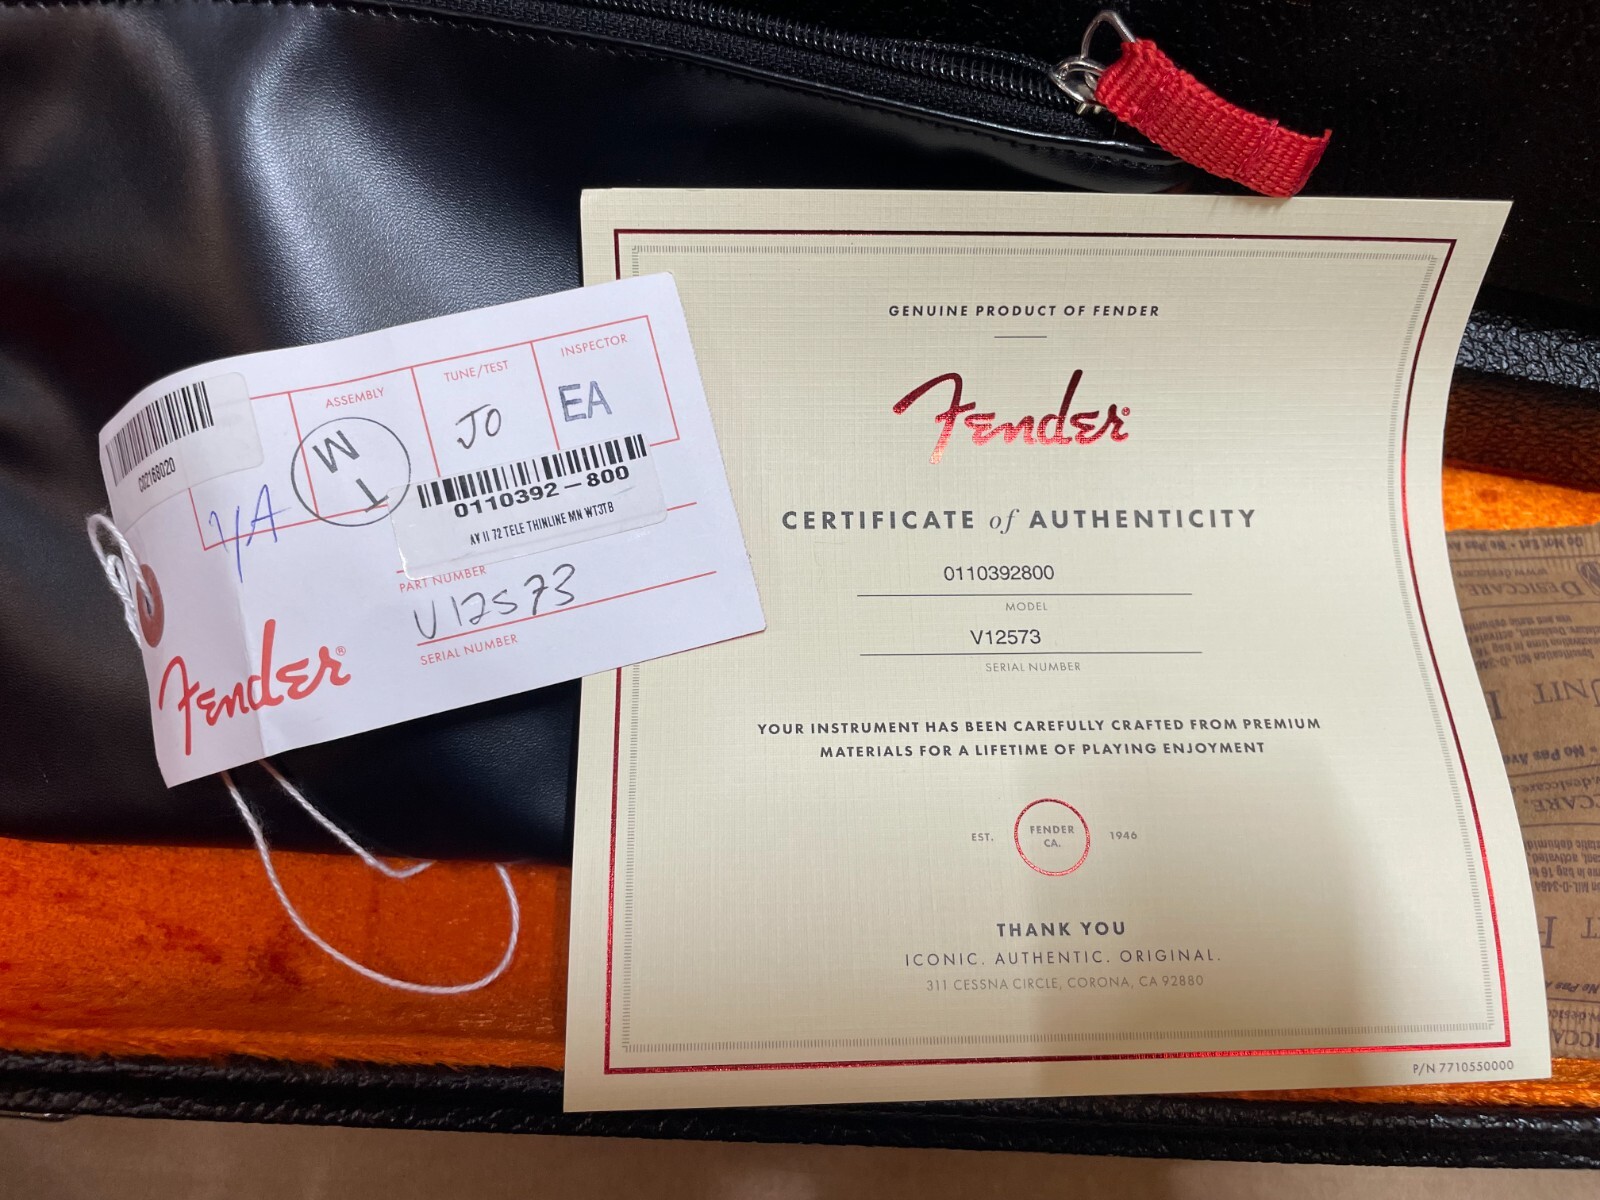 ASSEMBLY
TUNE/TEST
INSPECTOR
TM
JO
EA
C02168020
YA
0110392-800
AV II 72 TELE THINLINE MN WT3TB
PART NUMBER
V12573
SERIAL NUMBER
Fender®
GENUINE PRODUCT OF FENDER
Fender®
CERTIFICATE of AUTHENTICITY
0110392800
MODEL
V12573
SERIAL NUMBER
YOUR INSTRUMENT HAS BEEN CAREFULLY CRAFTED FROM PREMIUM
MATERIALS FOR A LIFETIME OF PLAYING ENJOYMENT
EST. FENDER CA. 1946
THANK YOU
ICONIC. AUTHENTIC. ORIGINAL.
311 CESSNA CIRCLE, CORONA, CA 92880
P/N 7710550000
DESICCARE